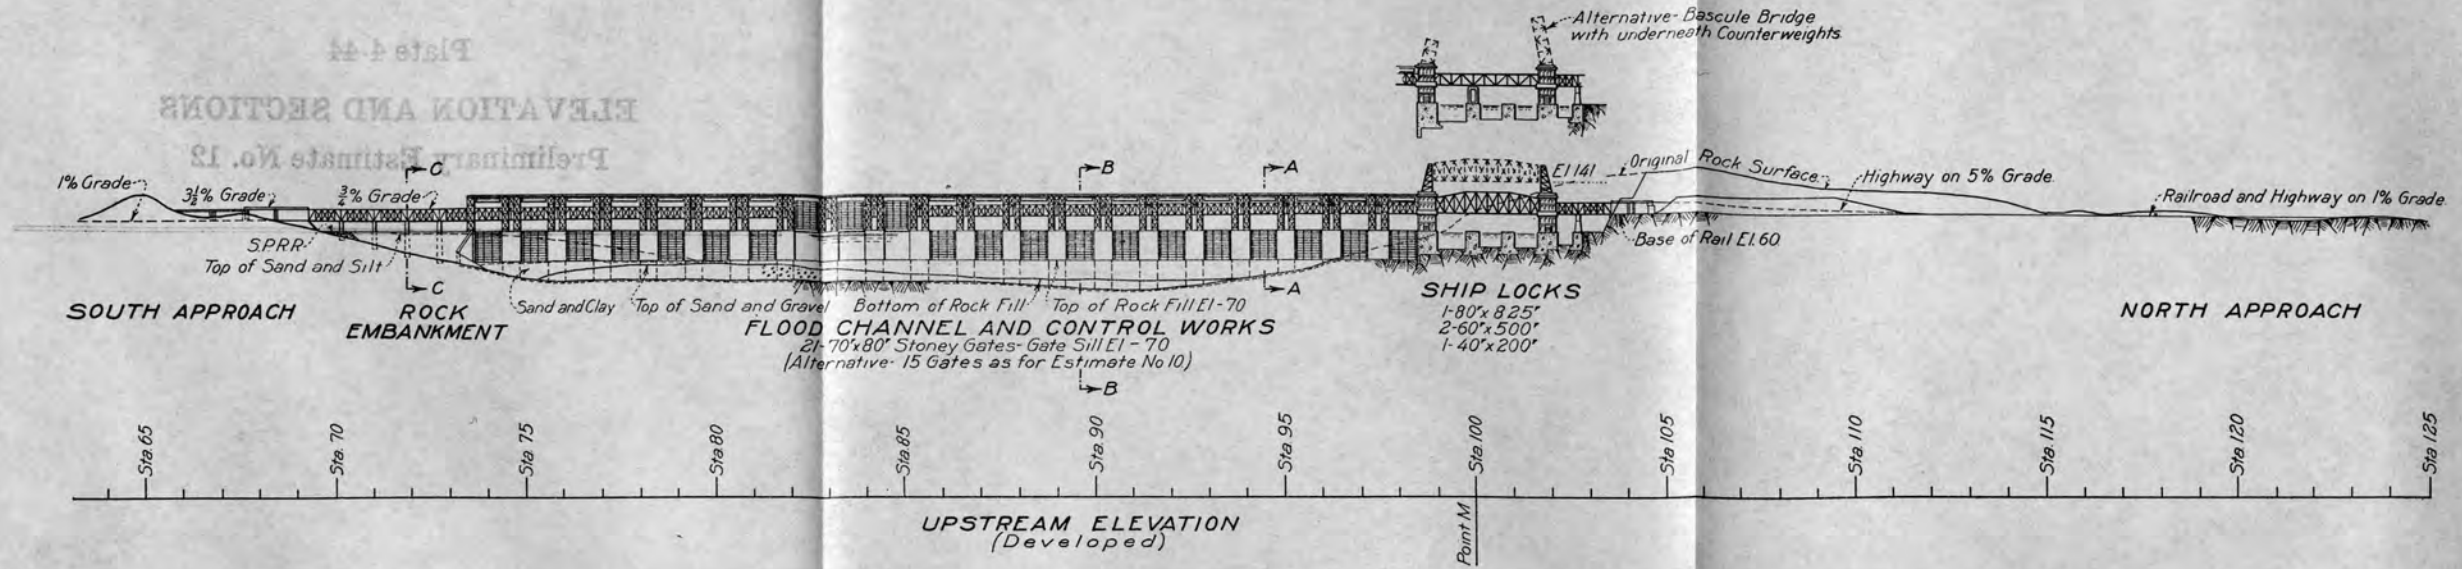 Plate 4-44
ELEVATION AND SECTIONS
Preliminary Estimate No. 12
Alternative- Bascule Bridge
with underneath Counterweights
1% Grade
3½% Grade
¾% Grade
C
B
A
El 141
Original Rock Surface
Highway on 5% Grade
Railroad and Highway on 1% Grade
S.P.R.R.
Top of Sand and Silt
Base of Rail El. 60
C
A
Sand and Clay
Top of Sand and Gravel
Bottom of Rock Fill
Top of Rock Fill El-70
SOUTH APPROACH
ROCK
EMBANKMENT
FLOOD CHANNEL AND CONTROL WORKS
21-70'x80' Stoney Gates-Gate Sill El - 70
(Alternative- 15 Gates as for Estimate No 10)
B
SHIP LOCKS
1-80'x 825'
2-60'x500'
1-40'x200'
NORTH APPROACH
Sta. 65
Sta. 70
Sta 75
Sta. 80
Sta. 85
Sta. 90
Sta. 95
Sta. 100
Sta 105
Sta. 110
Sta. 115
Sta. 120
Sta. 125
Point M
UPSTREAM ELEVATION
(Developed)